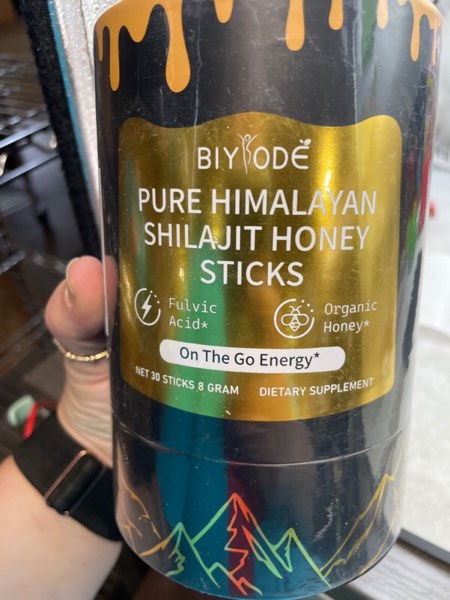 BIYODE
PURE HIMALAYAN
SHILAJIT HONEY
STICKS
Fulvic
Acid*
Organic
Honey*
On The Go Energy*
NET 30 STICKS 8 GRAM DIETARY SUPPLEMENT